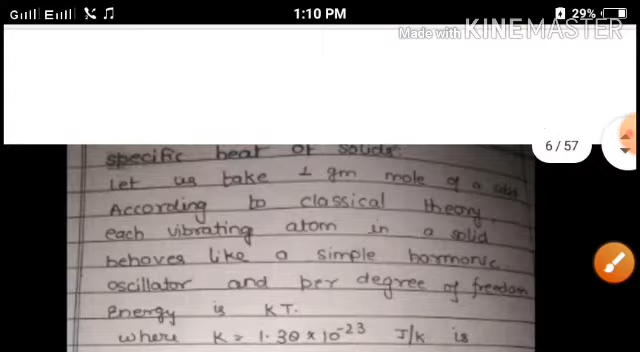 G E 1:10 PM 29%
Made with KINEMASTER
6 / 57
specific heat of solids.
Let us take 1 gm mole of a
According to classical theory,
each vibrating atom in a solid
behoves like a simple harmonic
oscillator and per degree of freedom
energy is KT.
where K = 1.38 × 10⁻²³ J/k is